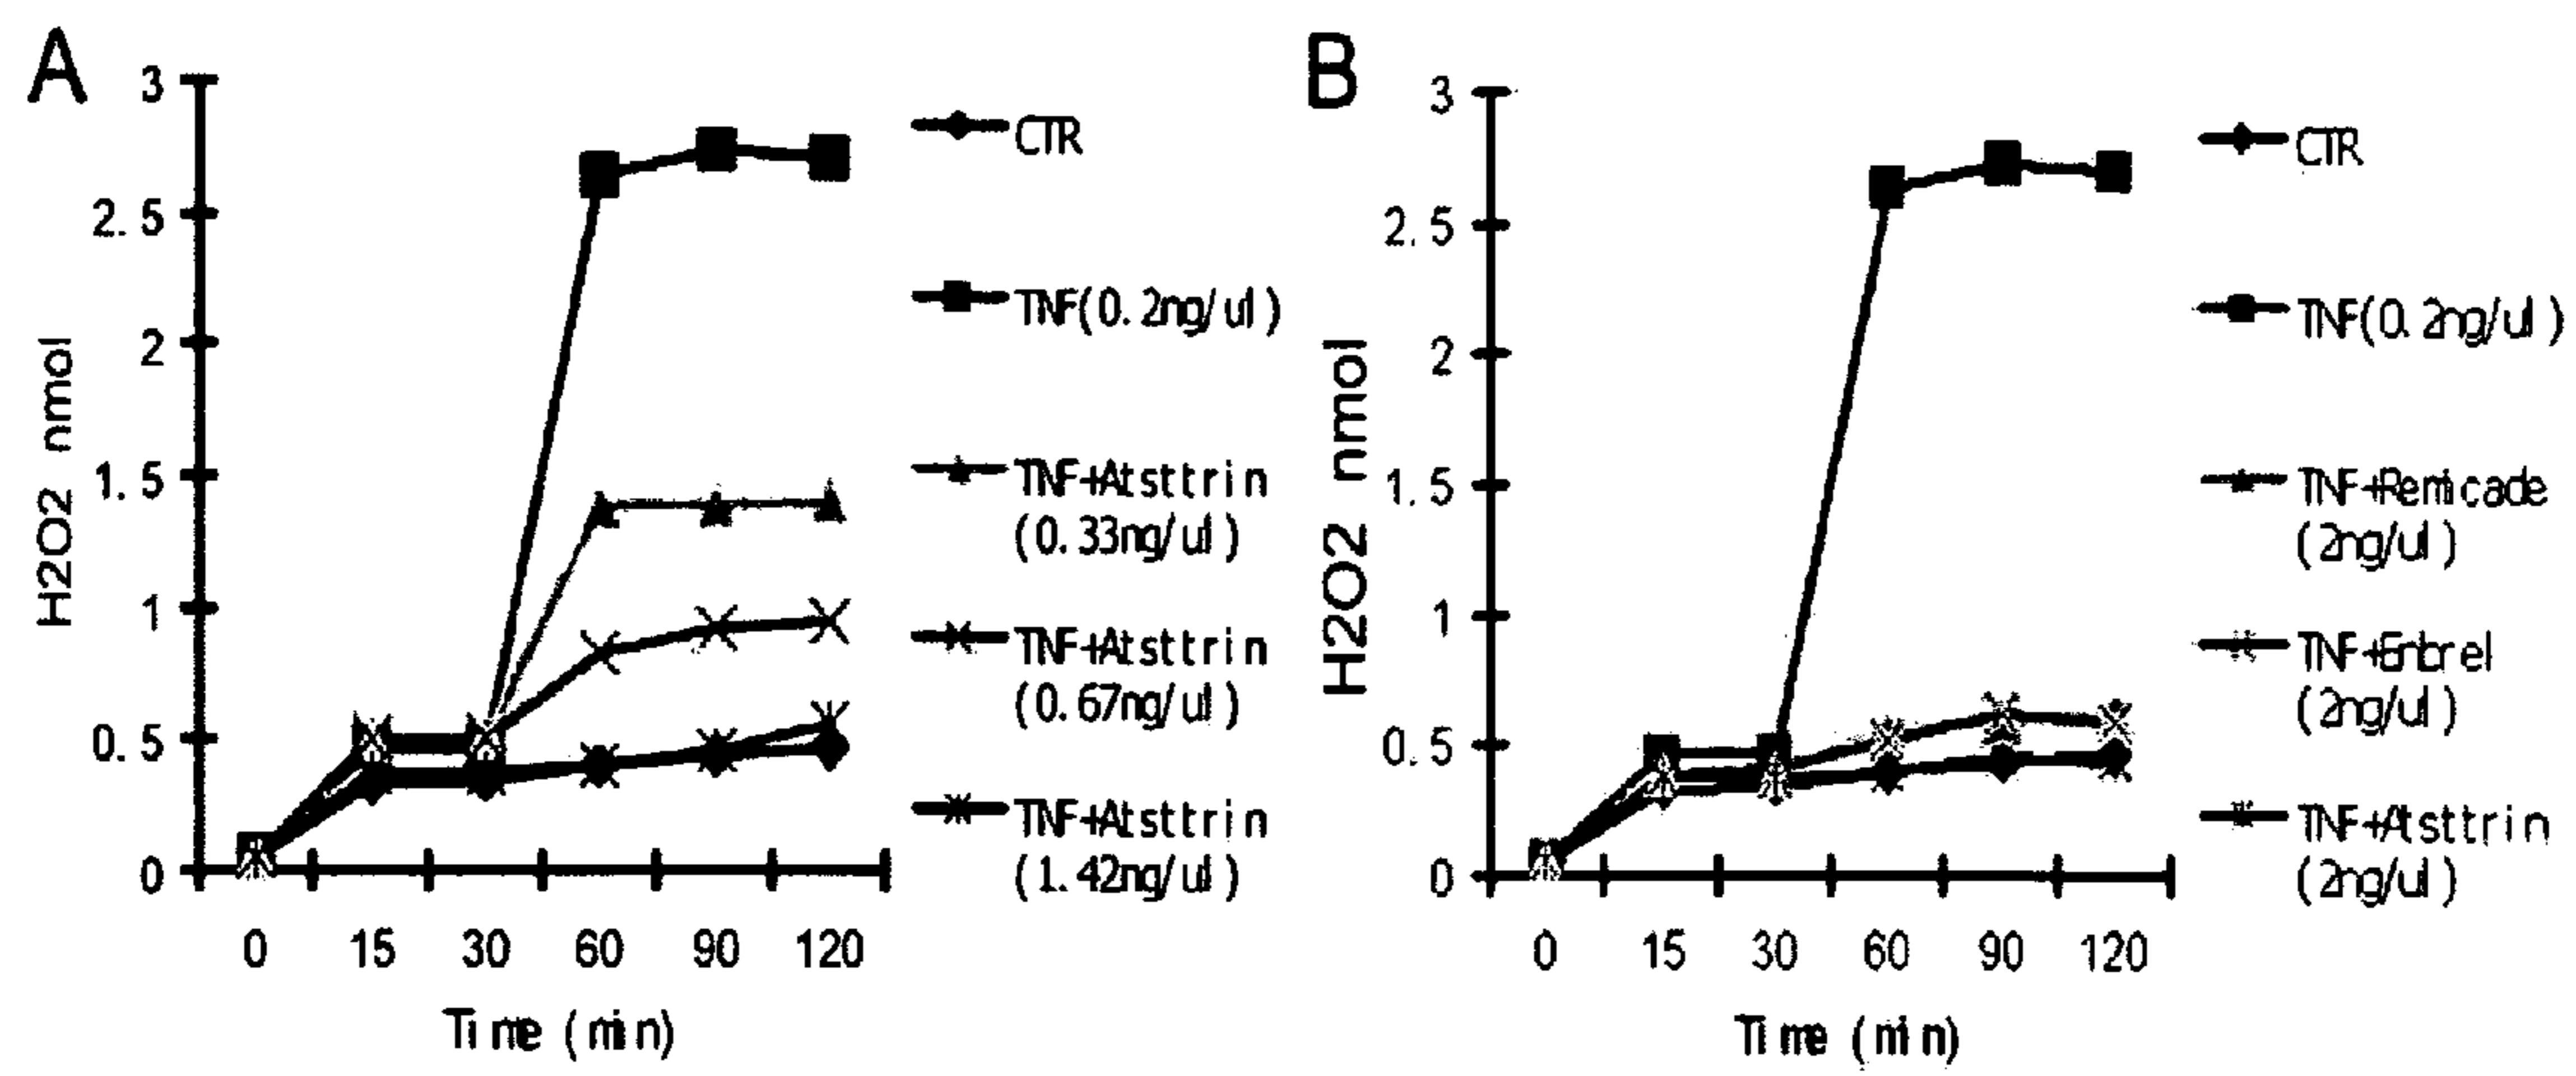 A
3
2.5
2
1.5
1
0.5
0
H2O2 nmol
0 15 30 60 90 120
Time (min)
CTR
TNF(0.2ng/ul)
TNF+Atsttrin
(0.33ng/ul)
TNF+Atsttrin
(0.67ng/ul)
TNF+Atsttrin
(1.42ng/ul)
B
3
2.5
2
1.5
1
0.5
0
H2O2 nmol
0 15 30 60 90 120
Time (min)
CTR
TNF(0.2ng/ul)
TNF+Remicade
(2ng/ul)
TNF+Enbrel
(2ng/ul)
TNF+Atsttrin
(2ng/ul)